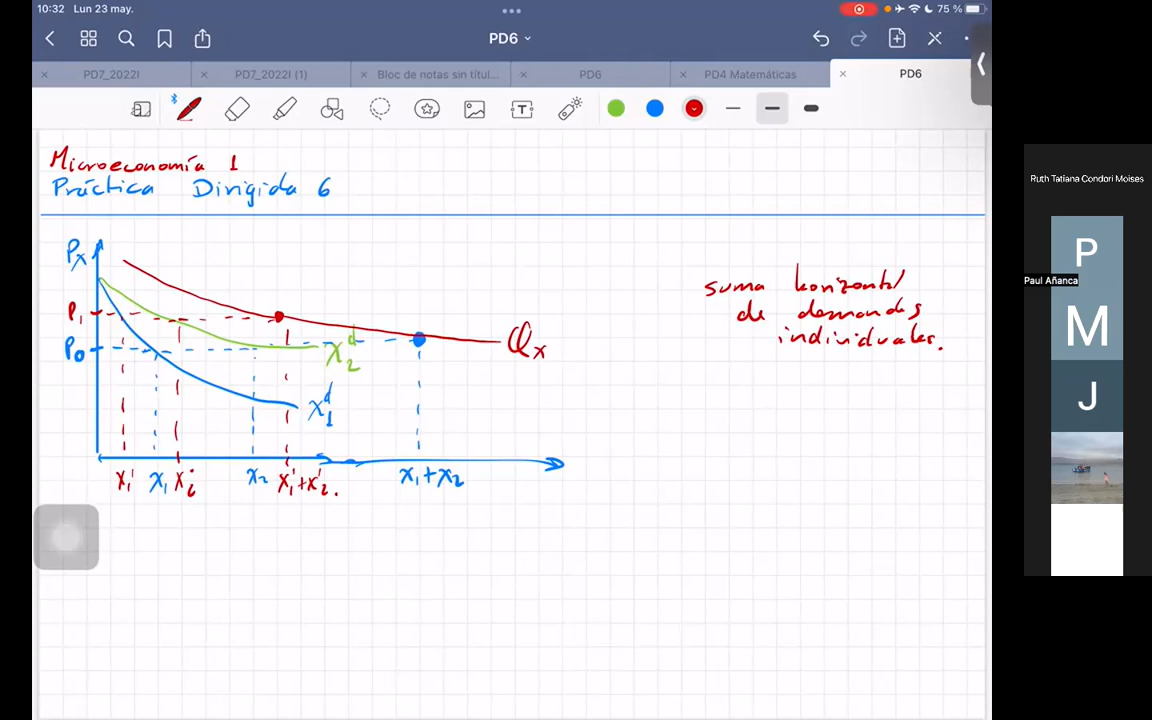 10:32 Lun 23 may.
75 %
PD6
PD7_2022I
PD7_2022I (1)
Bloc de notas sin títul...
PD6
PD4 Matemáticas
PD6
Microeconomía 1
Práctica Dirigida 6
Px
P1
P0
Qx
x2^d
x1^d
x1' x1 x2' x2 x1'+x2'. x1+x2
suma horizontal
de demandas
individuales.
Ruth Tatiana Condori Moises
P
Paul Añanca
M
J